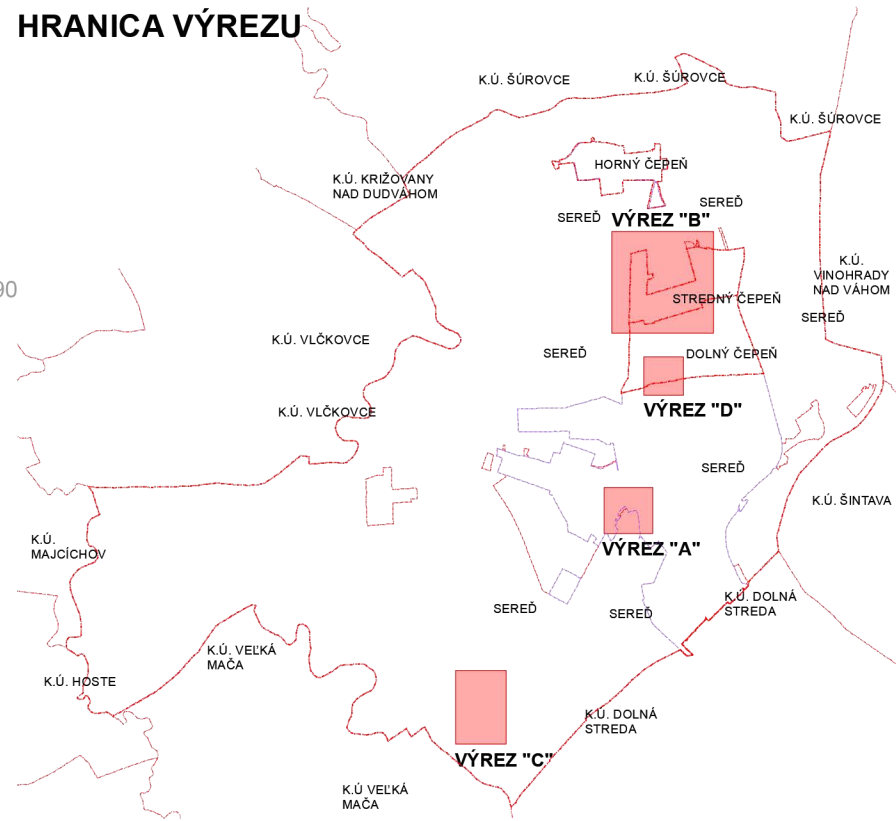 HRANICA VÝREZU
K.Ú. ŠÚROVCE
K.Ú. ŠÚROVCE
K.Ú. ŠÚROVCE
HORNÝ ČEPEŇ
K.Ú. KRIŽOVANY
NAD DUDVÁHOM
SEREĎ
VÝREZ "B"
SEREĎ
K.Ú.
VINOHRADY
NAD VÁHOM
90
STREDNÝ ČEPEŇ
SEREĎ
K.Ú. VLČKOVCE
SEREĎ
DOLNÝ ČEPEŇ
K.Ú. VLČKOVCE
VÝREZ "D"
SEREĎ
K.Ú. ŠINTAVA
K.Ú.
MAJCÍCHOV
VÝREZ "A"
SEREĎ
SEREĎ
K.Ú. DOLNÁ
STREDA
K.Ú. VEĽKÁ
MAČA
K.Ú. HOSTE
K.Ú. DOLNÁ
STREDA
VÝREZ "C"
K.Ú VEĽKÁ
MAČA